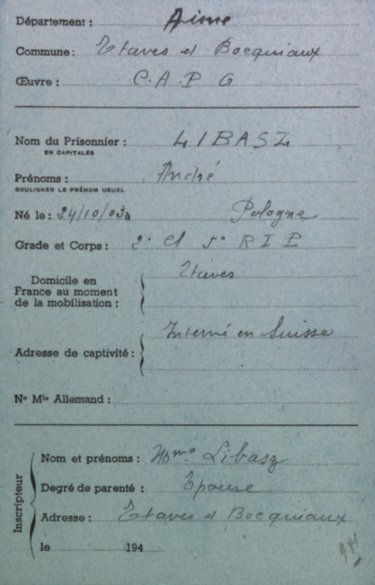 Département : Aisne
Commune : Etaves et Bocquiaux
Œuvre : C.A P G
Nom du Prisonnier : LIBASZ
EN CAPITALES
Prénoms : André
SOULIGNER LE PRÉNOM USUEL
Né le : 24/10/03 à Pologne
Grade et Corps : 2° Cl 5° R I P
Domicile en
France au moment
de la mobilisation : Etaves
Interné en Suisse
Adresse de captivité :
Nº Mle Allemand :
Inscripteur
Nom et prénoms : Mme Libasz
Degré de parenté : Epouse
Adresse : Etaves et Bocquiaux
le 194